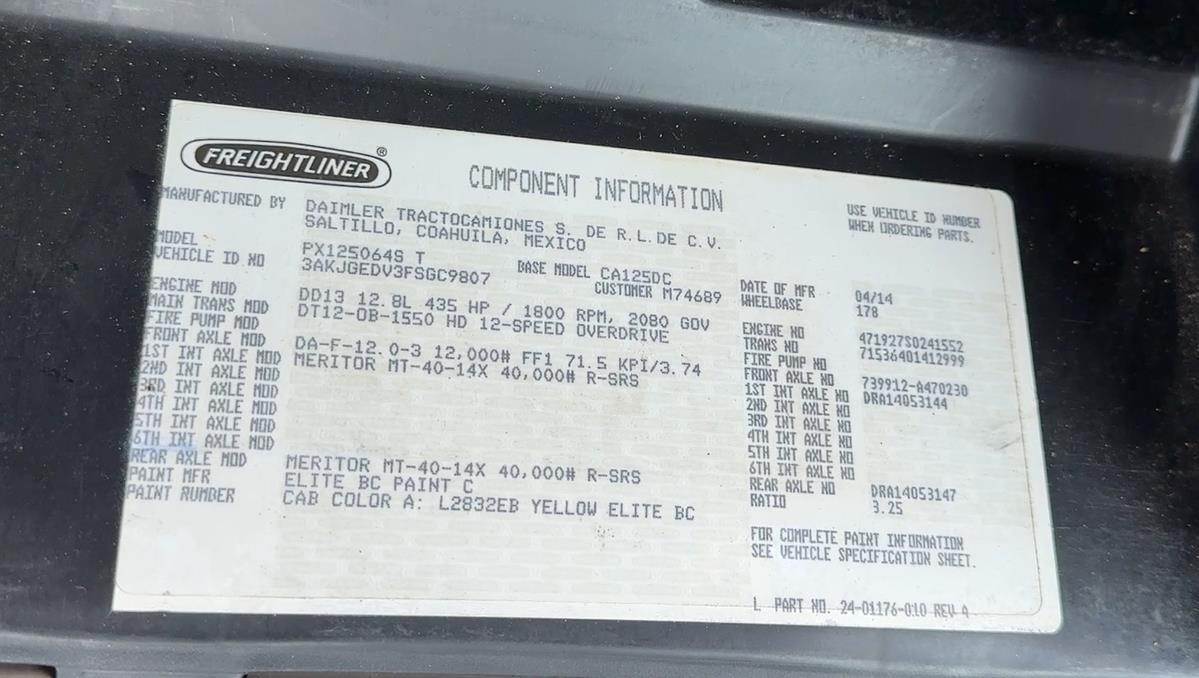 FREIGHTLINER®
COMPONENT INFORMATION
USE VEHICLE ID NUMBER
WHEN ORDERING PARTS.
MANUFACTURED BY DAIMLER TRACTOCAMIONES S. DE R.L.DE C.V.
SALTILLO, COAHUILA, MEXICO
MODEL PX125064S T BASE MODEL CA125DC
VEHICLE ID NO 3AKJGEDV3FSGC9807 CUSTOMER M74689
ENGINE MOD DD13 12.8L 435 HP / 1800 RPM, 2080 GOV
MAIN TRANS MOD DT12-OB-1550 HD 12-SPEED OVERDRIVE
FIRE PUMP MOD
FRONT AXLE MOD DA-F-12.0-3 12,000# FF1 71.5 KPI/3.74
1ST INT AXLE MOD MERITOR MT-40-14X 40,000# R-SRS
2ND INT AXLE MOD
3RD INT AXLE MOD
4TH INT AXLE MOD
5TH INT AXLE MOD
6TH INT AXLE MOD
REAR AXLE MOD MERITOR MT-40-14X 40,000# R-SRS
PAINT MFR ELITE BC PAINT C
PAINT NUMBER CAB COLOR A: L2832EB YELLOW ELITE BC
DATE OF MFR 04/14
WHEELBASE 178
ENGINE NO 471927S0241552
TRANS NO 71536401412999
FIRE PUMP NO
FRONT AXLE NO 739912-A470230
1ST INT AXLE NO DRA14053144
2ND INT AXLE NO
3RD INT AXLE NO
4TH INT AXLE NO
5TH INT AXLE NO
6TH INT AXLE NO
REAR AXLE NO DRA14053147
RATIO 3.25
FOR COMPLETE PAINT INFORMATION
SEE VEHICLE SPECIFICATION SHEET.
L PART NO. 24-01176-010 REV A